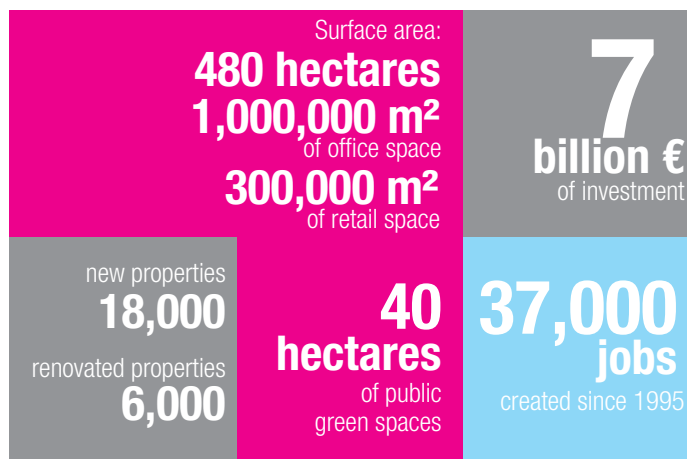 Surface area:
480 hectares
1,000,000 m²
of office space
300,000 m²
of retail space
7
billion €
of investment
new properties
18,000
renovated properties
6,000
40
hectares
of public
green spaces
37,000
jobs
created since 1995